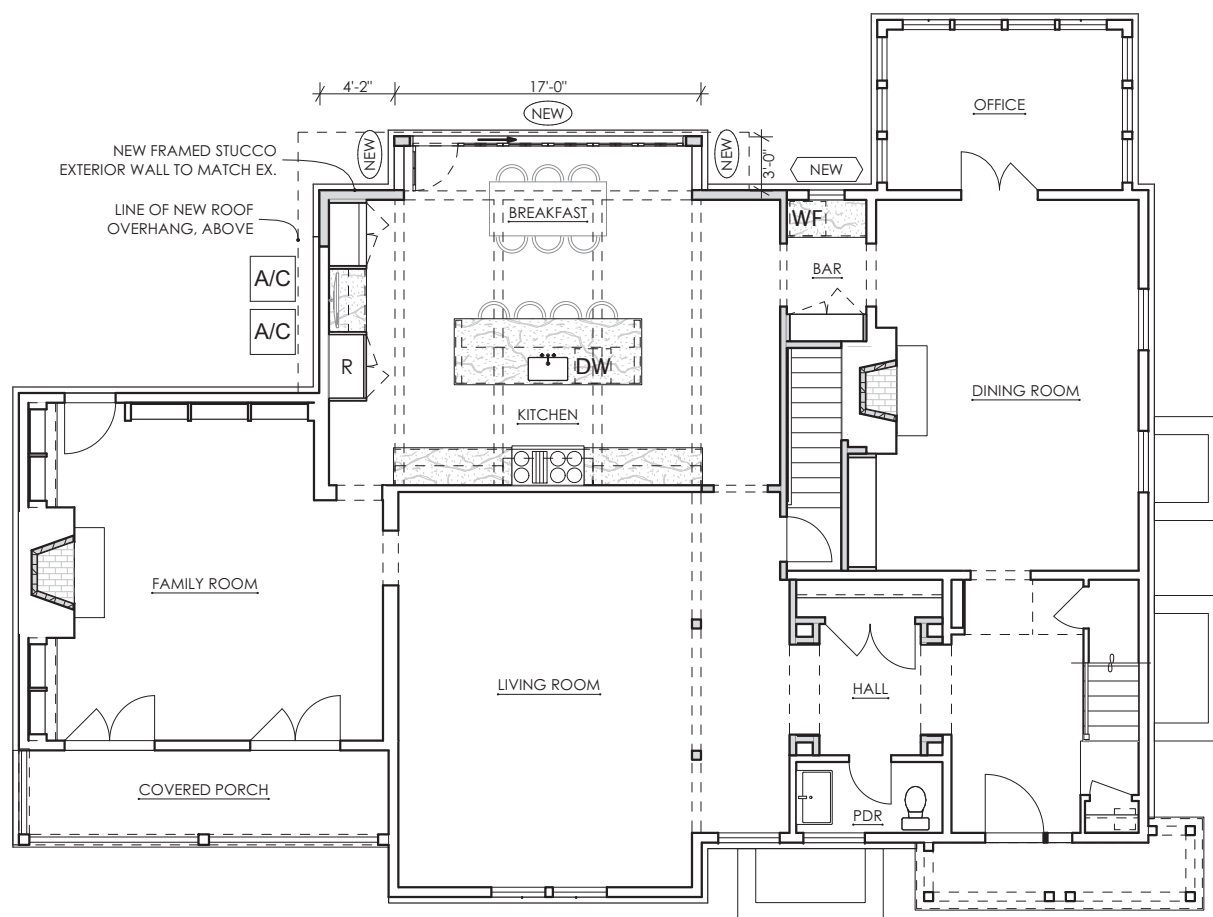 4'-2"
17'-0"
NEW
OFFICE
NEW
NEW
3'-0"
NEW FRAMED STUCCO
EXTERIOR WALL TO MATCH EX.
NEW
LINE OF NEW ROOF
OVERHANG, ABOVE
BREAKFAST
WF
A/C
BAR
A/C
R
DW
DINING ROOM
KITCHEN
FAMILY ROOM
LIVING ROOM
HALL
COVERED PORCH
PDR